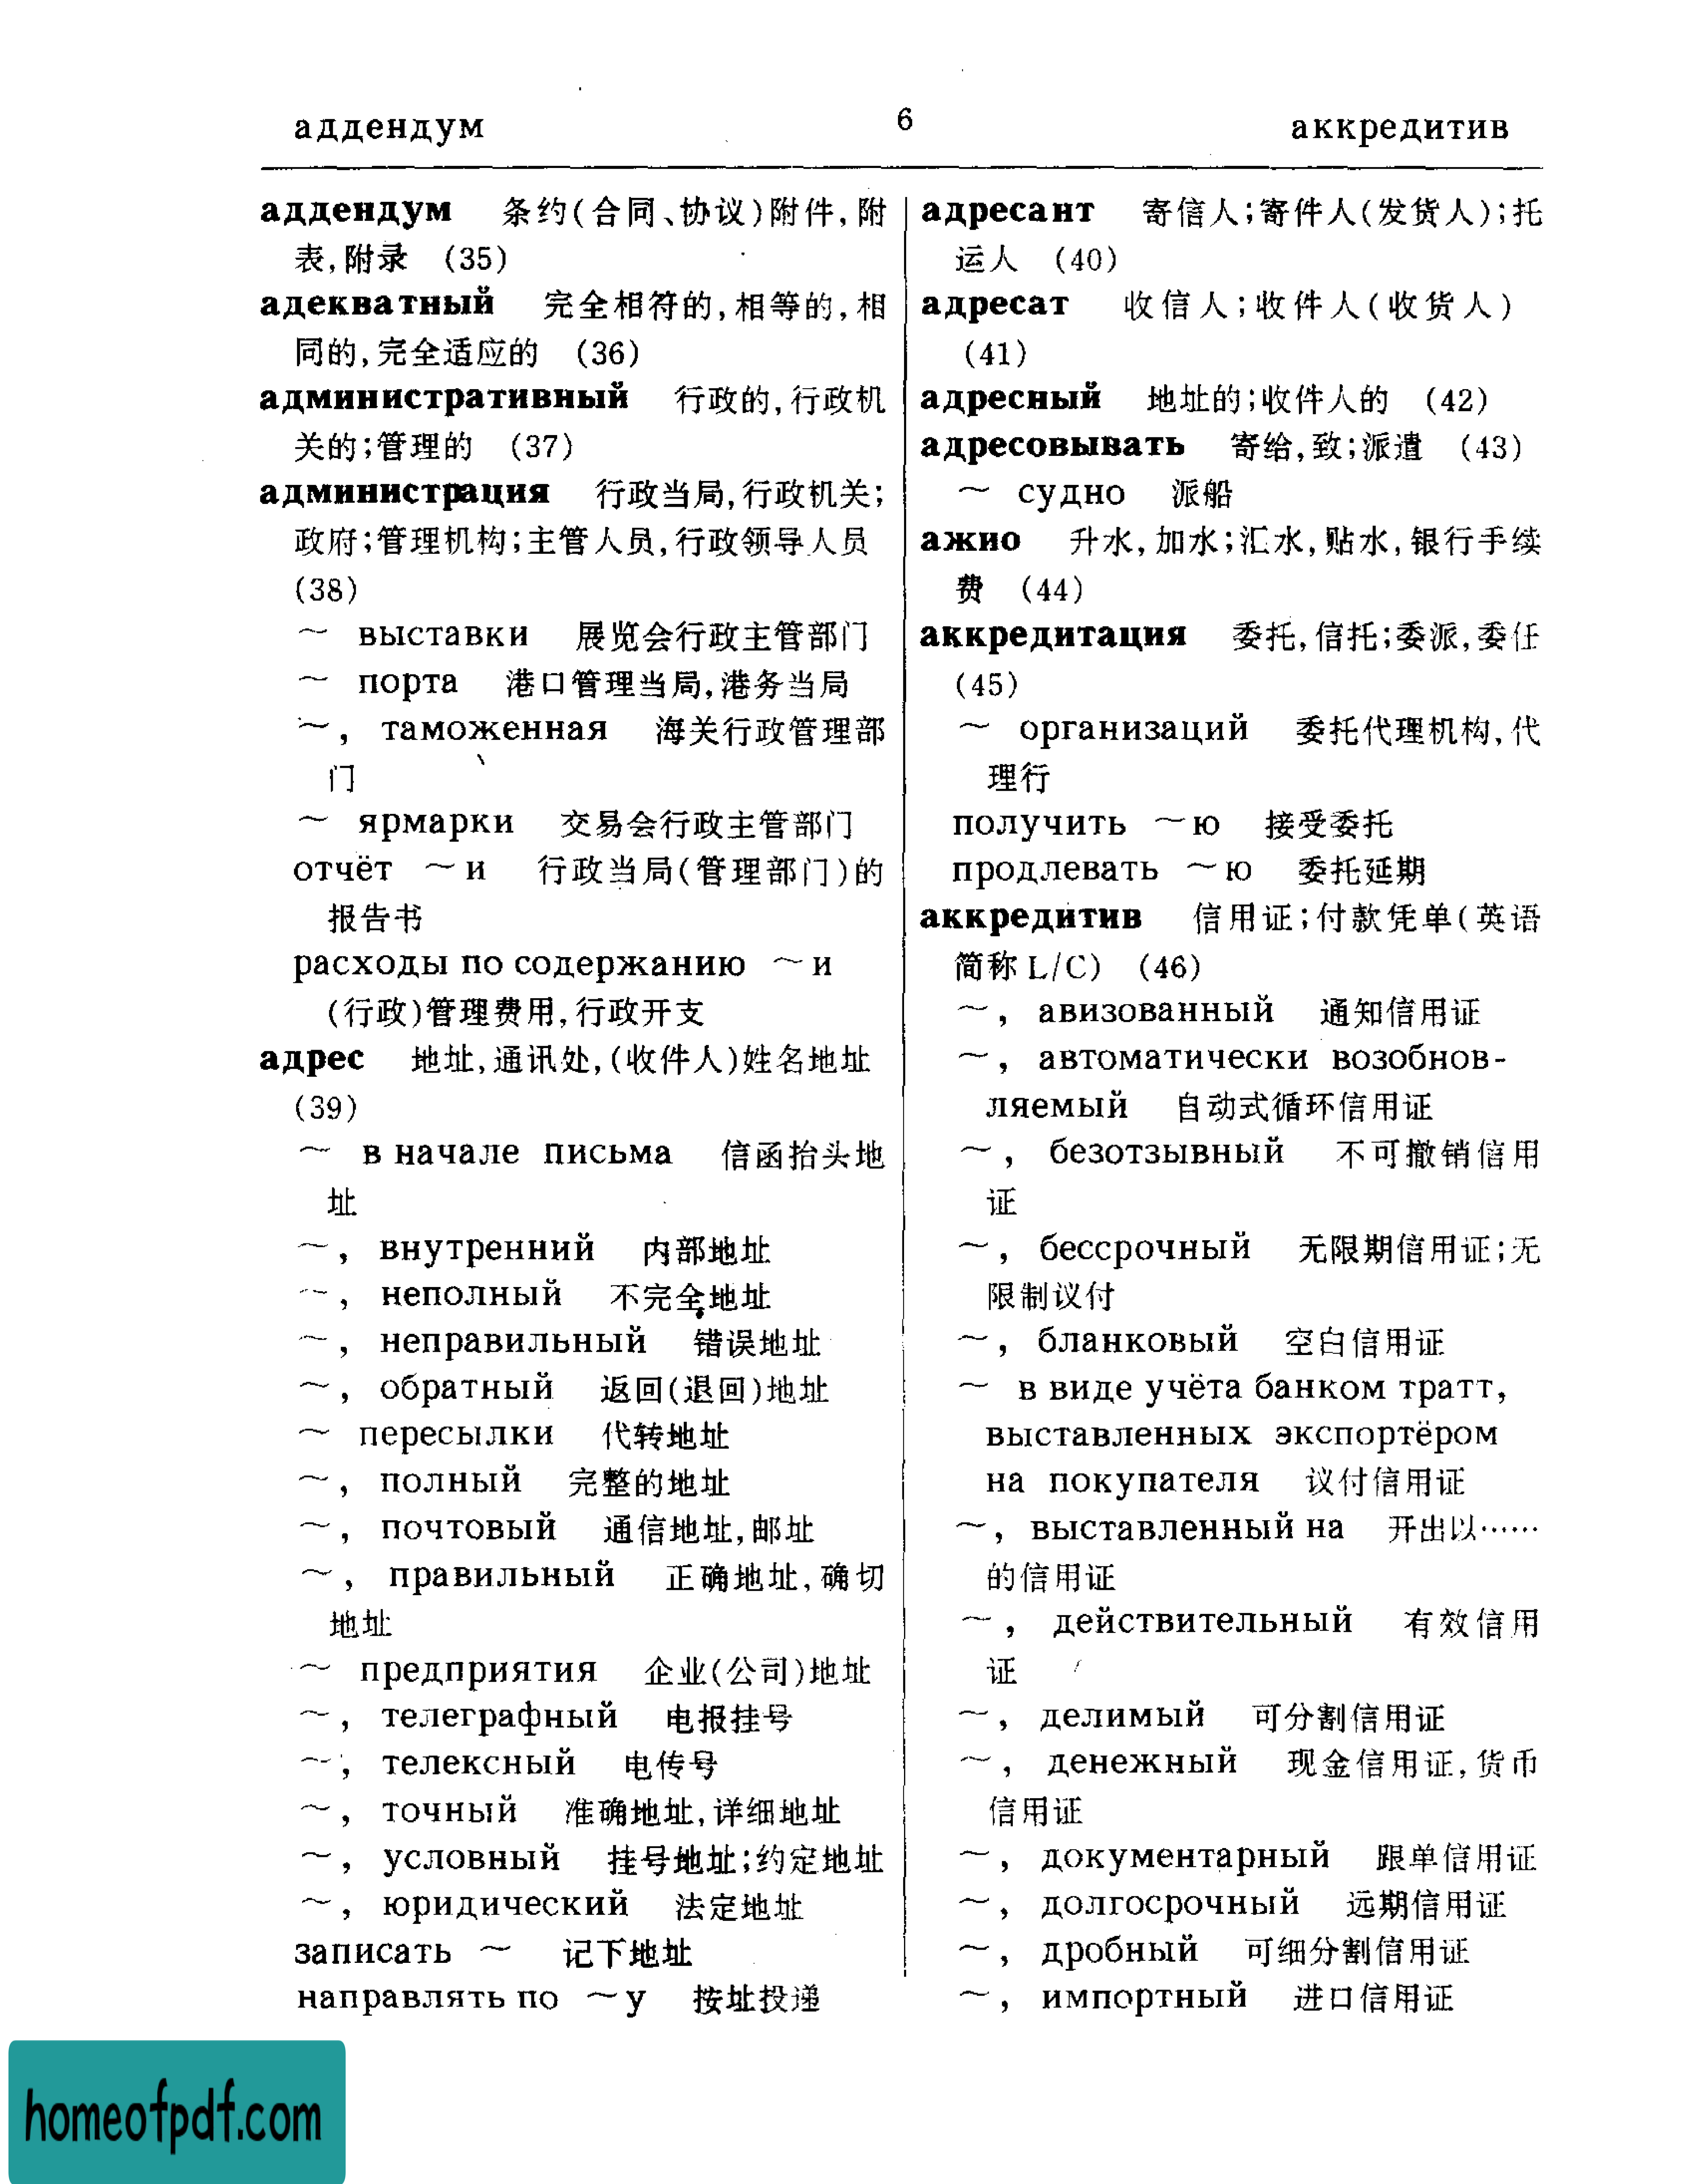 аддендум 6 аккредитив
аддендум 条约(合同、协议)附件,附
表,附录 (35)
адекватный 完全相符的,相等的,相
同的,完全适应的 (36)
административный 行政的,行政机
关的;管理的 (37)
администрация 行政当局,行政机关;
政府;管理机构;主管人员,行政领导人员
(38)
～ выставки 展览会行政主管部门
～ порта 港口管理当局,港务当局
～, таможенная 海关行政管理部
门
～ ярмарки 交易会行政主管部门
отчёт ～и 行政当局(管理部门)的
报告书
расходы по содержанию ～и
(行政)管理费用,行政开支
адрес 地址,通讯处,(收件人)姓名地址
(39)
～ в начале письма 信函抬头地
址
～, внутренний 内部地址
～, неполный 不完全地址
～, неправильный 错误地址
～, обратный 返回(退回)地址
～ пересылки 代转地址
～, полный 完整的地址
～, почтовый 通信地址,邮址
～, правильный 正确地址,确切
地址
～ предприятия 企业(公司)地址
～, телеграфный 电报挂号
～, телексный 电传号
～, точный 准确地址,详细地址
～, условный 挂号地址;约定地址
～, юридический 法定地址
записать ～ 记下地址
направлять по ～у 按址投递
адресант 寄信人;寄件人(发货人);托
运人 (40)
адресат 收信人;收件人(收货人)
(41)
адресный 地址的;收件人的 (42)
адресовывать 寄给,致;派遣 (43)
～ судно 派船
ажио 升水,加水;汇水,贴水,银行手续
费 (44)
аккредитация 委托,信托;委派,委任
(45)
～ организаций 委托代理机构,代
理行
получить ～ю 接受委托
продлевать ～ю 委托延期
аккредитив 信用证;付款凭单(英语
简称 L/C) (46)
～, авизованный 通知信用证
～, автоматически возобнов-
ляемый 自动式循环信用证
～, безотзывный 不可撤销信用
证
～, бессрочный 无限期信用证;无
限制议付
～, бланковый 空白信用证
～ в виде учёта банком тратт,
выставленных экспортёром
на покупателя 议付信用证
～, выставленный на 开出以……
的信用证
～, действительный 有效信用
证
～, делимый 可分割信用证
～, денежный 现金信用证,货币
信用证
～, документарный 跟单信用证
～, долгосрочный 远期信用证
～, дробный 可细分割信用证
～, импортный 进口信用证
homeofpdf.com